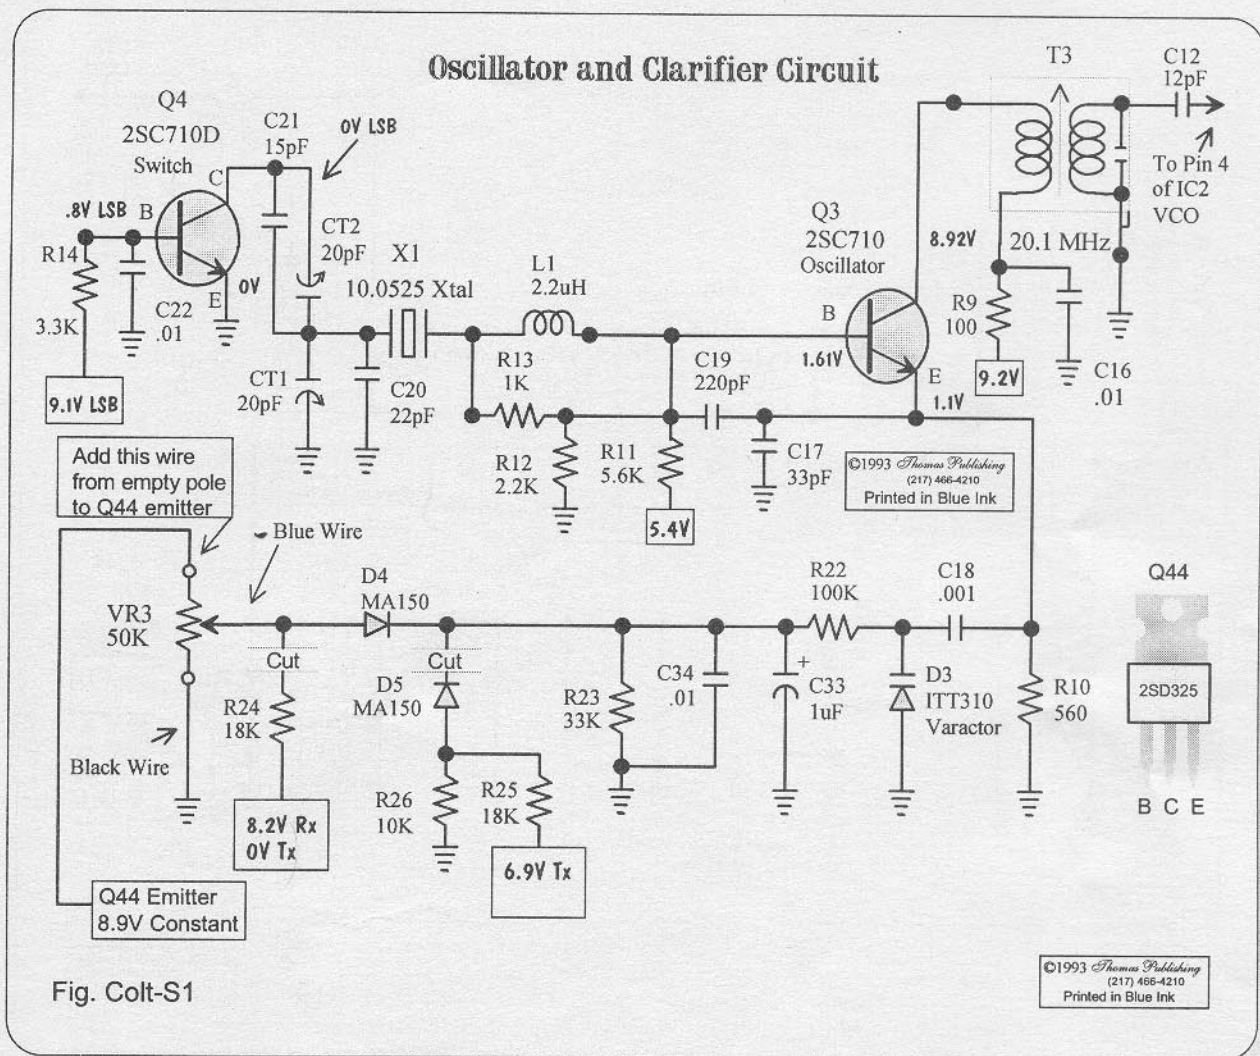 Oscillator and Clarifier Circuit
T3
C12
12pF
Q4
2SC710D
Switch
C21
15pF
0V LSB
To Pin 4
of IC2
VCO
C
.8V LSB
B
CT2
20pF
Q3
2SC710
Oscillator
8.92V
20.1 MHz
R14
3.3K
0V
E
X1
10.0525 Xtal
L1
2.2uH
B
R9
100
C22
.01
1.61V
9.2V
C16
.01
9.1V LSB
CT1
20pF
C20
22pF
R13
1K
C19
220pF
E
1.1V
Add this wire
from empty pole
to Q44 emitter
R12
2.2K
R11
5.6K
C17
33pF
©1993 Thomas Publishing
(217) 466-4210
Printed in Blue Ink
5.4V
Blue Wire
D4
MA150
R22
100K
C18
.001
Q44
VR3
50K
Cut
Cut
D5
MA150
R24
18K
R23
33K
C34
.01
+
C33
1uF
D3
ITT310
Varactor
R10
560
2SD325
Black Wire
R26
10K
R25
18K
B C E
8.2V Rx
0V Tx
6.9V Tx
Q44 Emitter
8.9V Constant
Fig. Colt-S1
©1993 Thomas Publishing
(217) 466-4210
Printed in Blue Ink